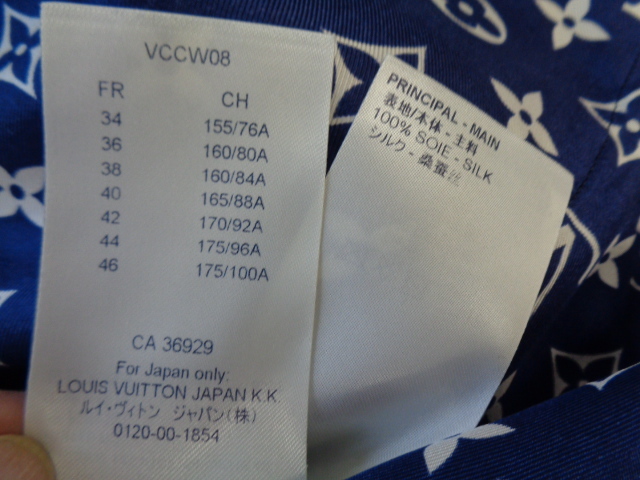 VCCW08
FR CH
34 155/76A
36 160/80A
38 160/84A
40 165/88A
42 170/92A
44 175/96A
46 175/100A
CA 36929
For Japan only:
LOUIS VUITTON JAPAN K.K.
ルイ・ヴィトン ジャパン(株)
0120-00-1854
PRINCIPAL - MAIN
表地/本体 - 主料
100% SOIE - SILK
シルク - 桑蚕丝